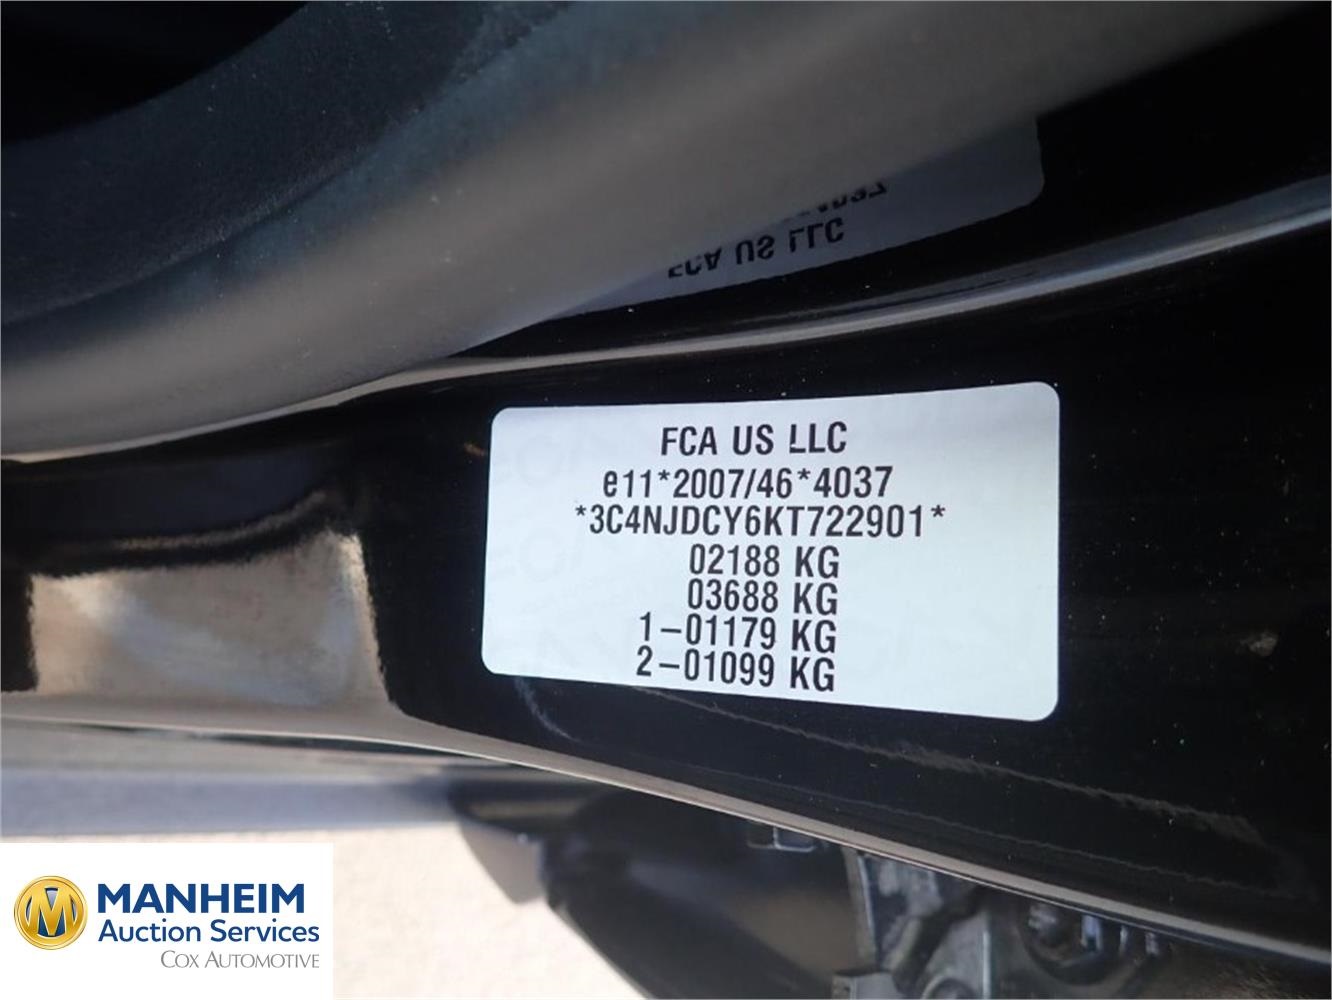 FCA US LLC
FCA US LLC
e11*2007/46*4037
*3C4NJDCY6KT722901*
02188 KG
03688 KG
1-01179 KG
2-01099 KG
MANHEIM
Auction Services
COX AUTOMOTIVE